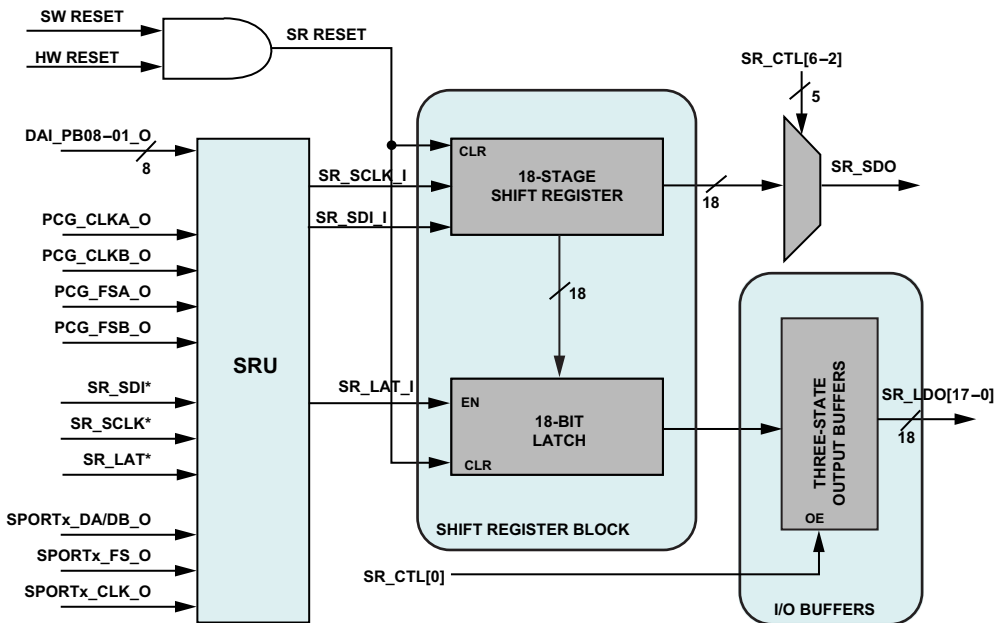 SW RESET
HW RESET
SR RESET
SR_CTL[6–2]
5
DAI_PB08–01_O
8
PCG_CLKA_O
PCG_CLKB_O
PCG_FSA_O
PCG_FSB_O
SR_SDI*
SR_SCLK*
SR_LAT*
SPORTx_DA/DB_O
SPORTx_FS_O
SPORTx_CLK_O
SRU
SR_SCLK_I
SR_SDI_I
SR_LAT_I
CLR
18-STAGE
SHIFT REGISTER
18
SR_SDO
18
EN
18-BIT
LATCH
CLR
SHIFT REGISTER BLOCK
THREE-STATE
OUTPUT BUFFERS
OE
SR_LDO[17–0]
18
SR_CTL[0]
I/O BUFFERS